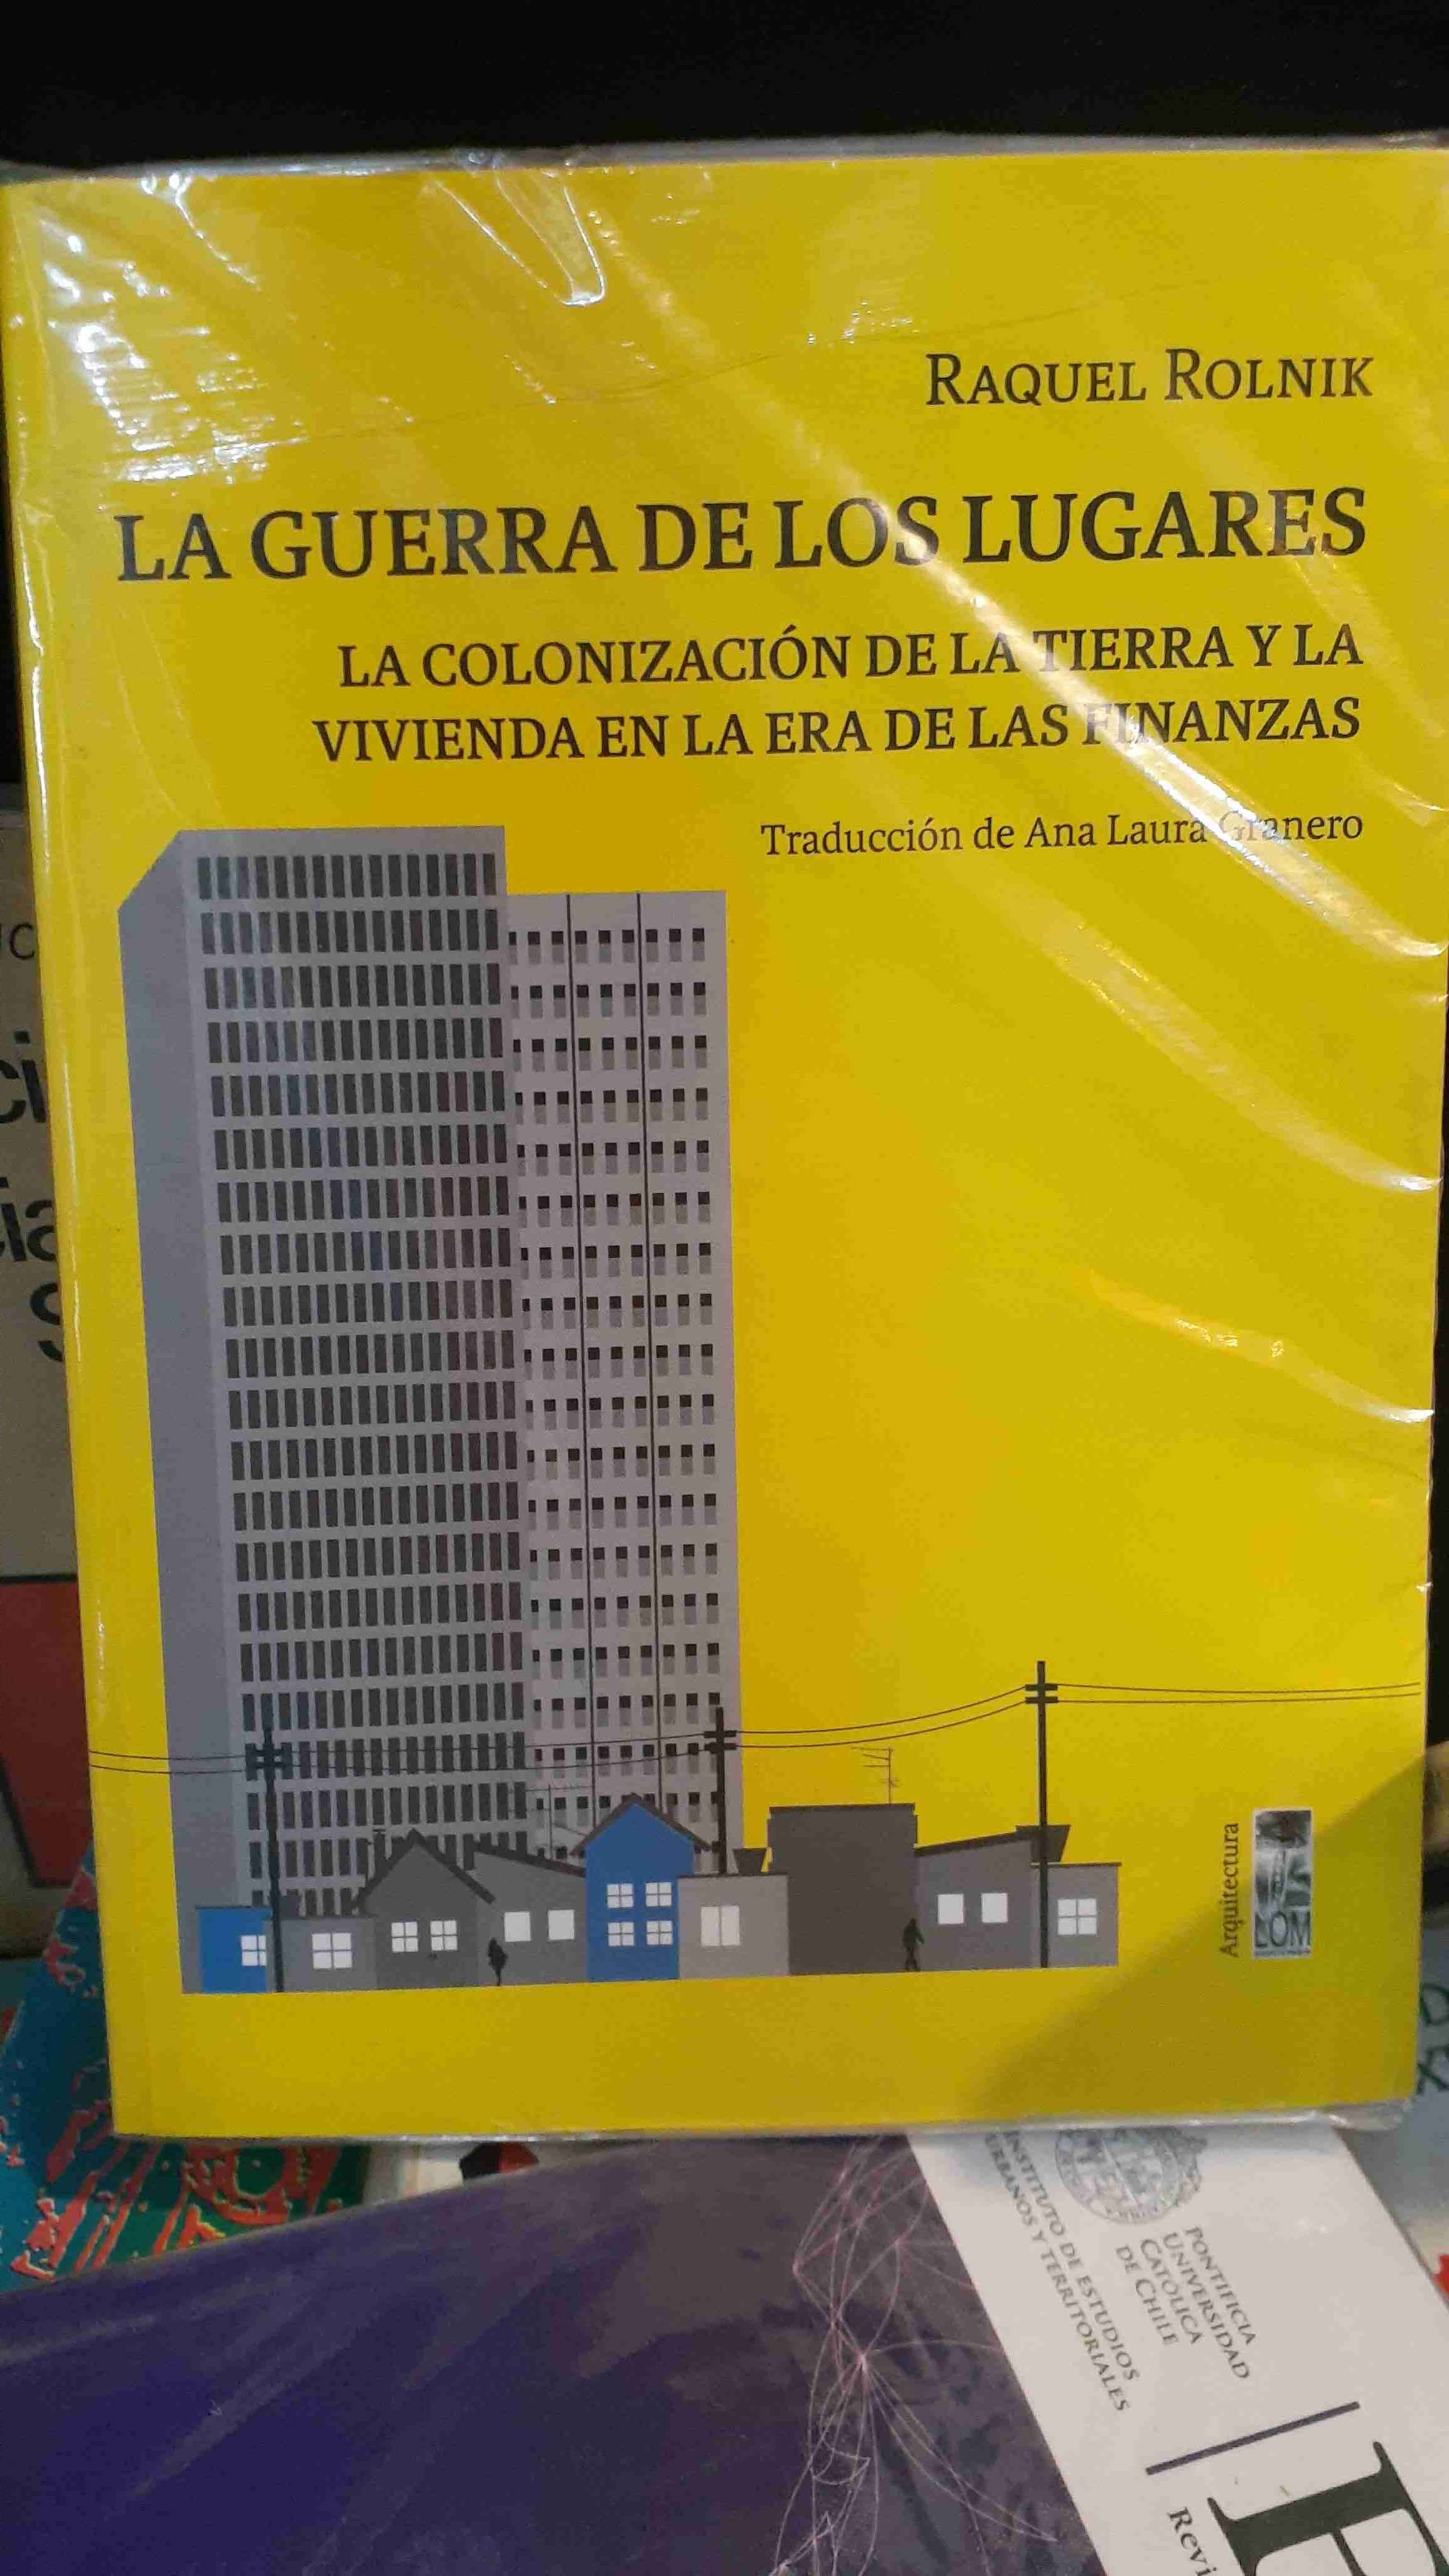 RAQUEL ROLNIK
LA GUERRA DE LOS LUGARES
LA COLONIZACIÓN DE LA TIERRA Y LA
VIVIENDA EN LA ERA DE LAS FINANZAS
Traducción de Ana Laura Granero
Arquitectura
LOM
INSTITUTO DE ESTUDIOS
URBANOS Y TERRITORIALES
PONTIFICIA
UNIVERSIDAD
CATÓLICA
DE CHILE